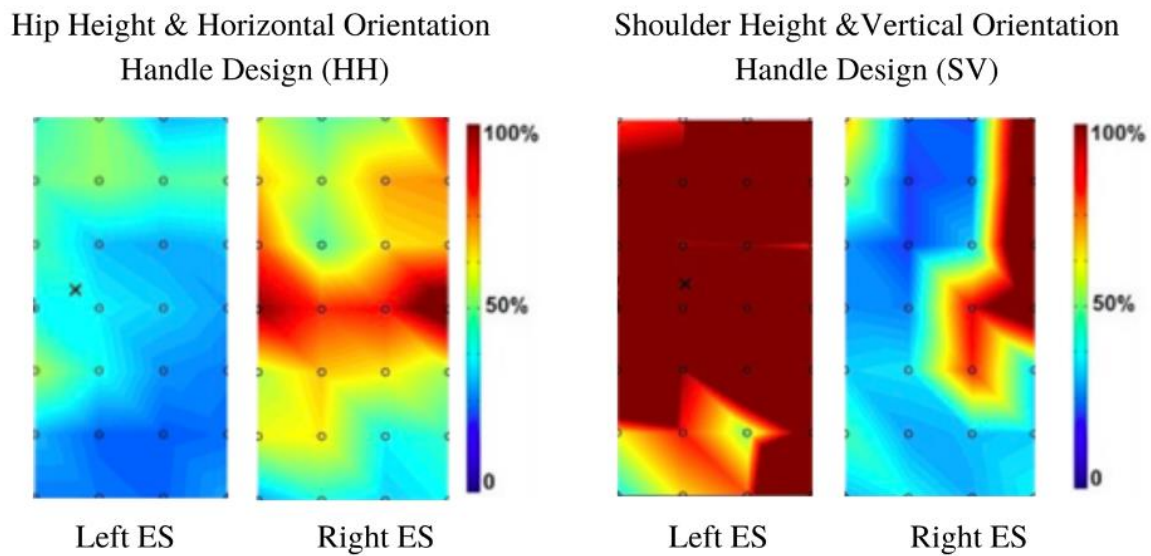 Hip Height & Horizontal Orientation
Handle Design (HH)
Shoulder Height &Vertical Orientation
Handle Design (SV)
100%
50%
0
100%
50%
0
Left ES
Right ES
Left ES
Right ES